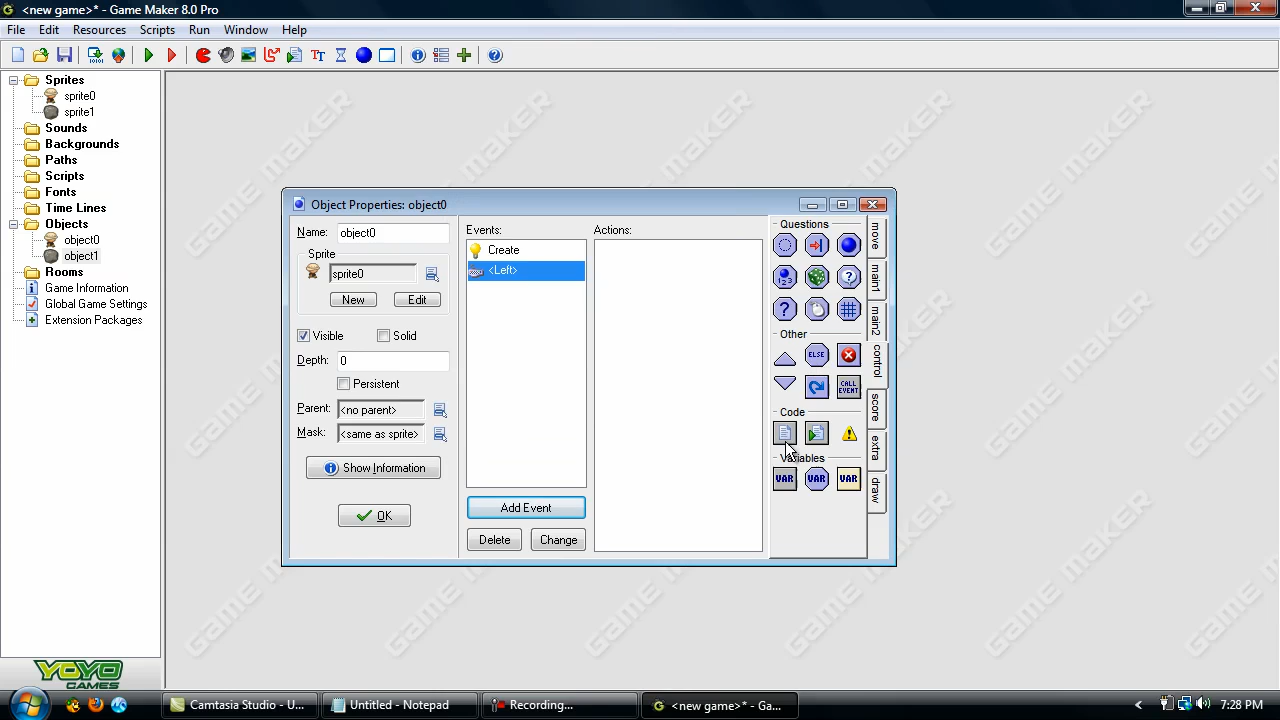 <new game>* - Game Maker 8.0 Pro
File Edit Resources Scripts Run Window Help
Sprites
sprite0
sprite1
Sounds
Backgrounds
Paths
Scripts
Fonts
Time Lines
Objects
object0
object1
Rooms
Game Information
Global Game Settings
Extension Packages
YOYO
GAMES
Object Properties: object0
Name: object0
Sprite
sprite0
New Edit
Visible Solid
Depth: 0
Persistent
Parent: <no parent>
Mask: <same as sprite>
Show Information
OK
Events:
Create
<Left>
Add Event
Delete Change
Actions:
Questions
Other
ELSE
CALL EVENT
Code
Variables
VAR VAR VAR
move
main1
main2
control
score
extra
draw
GAME MAKER
Camtasia Studio - U...
Untitled - Notepad
Recording...
<new game>* - Ga...
7:28 PM